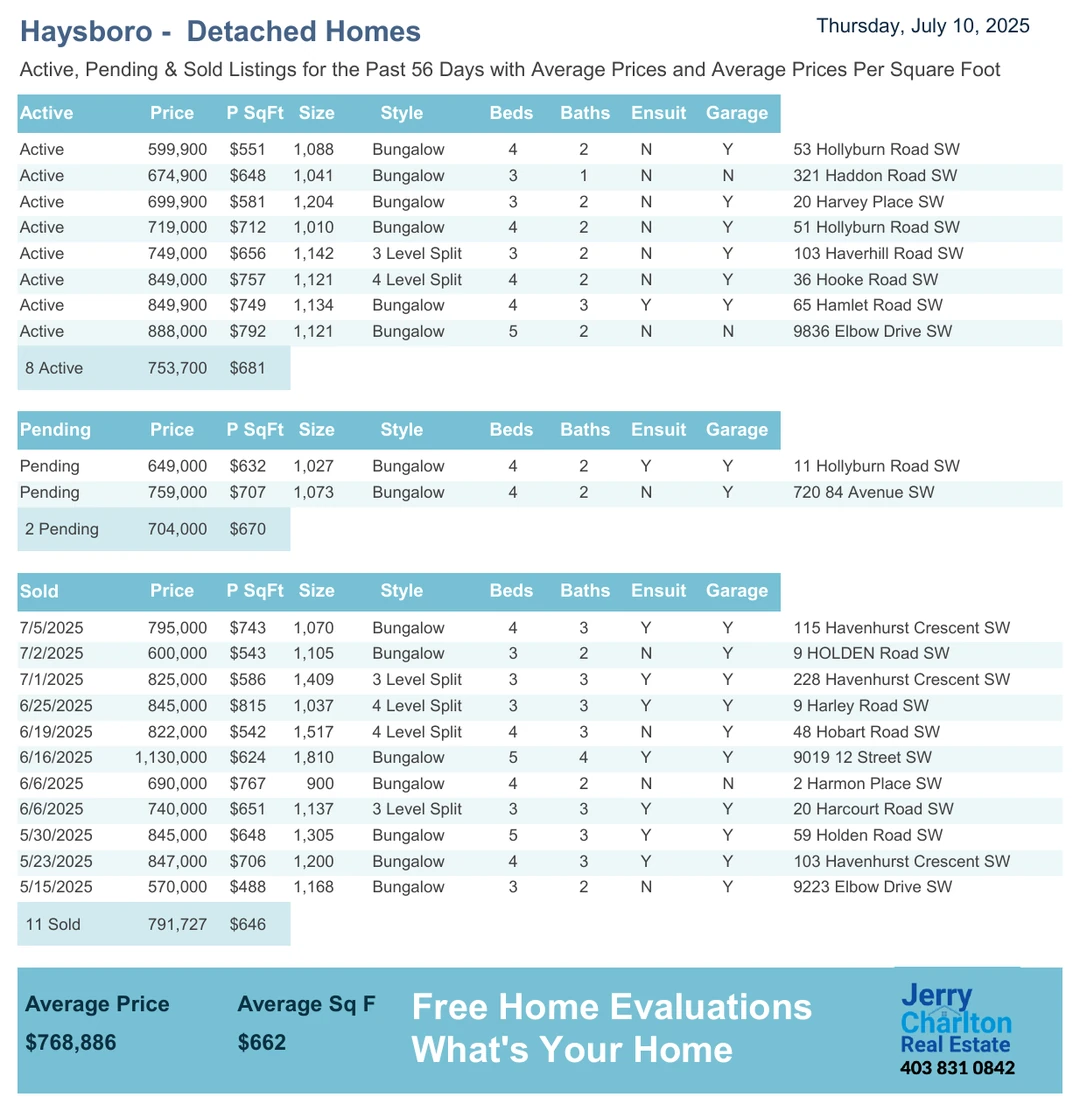 Haysboro - Detached Homes
Thursday, July 10, 2025
Active, Pending & Sold Listings for the Past 56 Days with Average Prices and Average Prices Per Square Foot
Active Price P SqFt Size Style Beds Baths Ensuit Garage
Active 599,900 $551 1,088 Bungalow 4 2 N Y 53 Hollyburn Road SW
Active 674,900 $648 1,041 Bungalow 3 1 N N 321 Haddon Road SW
Active 699,900 $581 1,204 Bungalow 3 2 N Y 20 Harvey Place SW
Active 719,000 $712 1,010 Bungalow 4 2 N Y 51 Hollyburn Road SW
Active 749,000 $656 1,142 3 Level Split 3 2 N Y 103 Haverhill Road SW
Active 849,000 $757 1,121 4 Level Split 4 2 N Y 36 Hooke Road SW
Active 849,900 $749 1,134 Bungalow 4 3 Y Y 65 Hamlet Road SW
Active 888,000 $792 1,121 Bungalow 5 2 N N 9836 Elbow Drive SW
8 Active 753,700 $681
Pending Price P SqFt Size Style Beds Baths Ensuit Garage
Pending 649,000 $632 1,027 Bungalow 4 2 Y Y 11 Hollyburn Road SW
Pending 759,000 $707 1,073 Bungalow 4 2 N Y 720 84 Avenue SW
2 Pending 704,000 $670
Sold Price P SqFt Size Style Beds Baths Ensuit Garage
7/5/2025 795,000 $743 1,070 Bungalow 4 3 Y Y 115 Havenhurst Crescent SW
7/2/2025 600,000 $543 1,105 Bungalow 3 2 N Y 9 HOLDEN Road SW
7/1/2025 825,000 $586 1,409 3 Level Split 3 3 Y Y 228 Havenhurst Crescent SW
6/25/2025 845,000 $815 1,037 4 Level Split 3 3 Y Y 9 Harley Road SW
6/19/2025 822,000 $542 1,517 4 Level Split 4 3 N Y 48 Hobart Road SW
6/16/2025 1,130,000 $624 1,810 Bungalow 5 4 Y Y 9019 12 Street SW
6/6/2025 690,000 $767 900 Bungalow 4 2 N N 2 Harmon Place SW
6/6/2025 740,000 $651 1,137 3 Level Split 3 3 Y Y 20 Harcourt Road SW
5/30/2025 845,000 $648 1,305 Bungalow 5 3 Y Y 59 Holden Road SW
5/23/2025 847,000 $706 1,200 Bungalow 4 3 Y Y 103 Havenhurst Crescent SW
5/15/2025 570,000 $488 1,168 Bungalow 3 2 N Y 9223 Elbow Drive SW
11 Sold 791,727 $646
Average Price Average Sq F
$768,886 $662
Free Home Evaluations
What's Your Home
Jerry
Charlton
Real Estate
403 831 0842